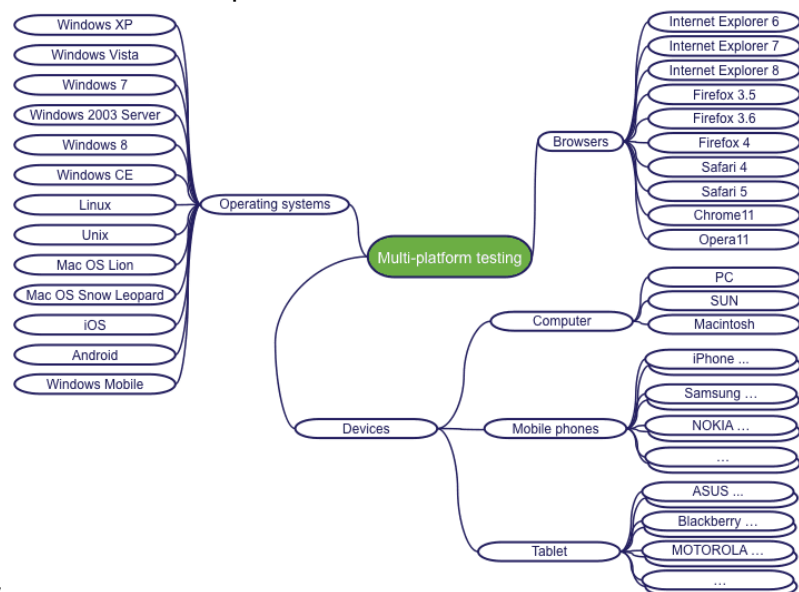 Windows XP
Windows Vista
Windows 7
Windows 2003 Server
Windows 8
Windows CE
Linux
Unix
Mac OS Lion
Mac OS Snow Leopard
iOS
Android
Windows Mobile
Operating systems
Multi-platform testing
Browsers
Internet Explorer 6
Internet Explorer 7
Internet Explorer 8
Firefox 3.5
Firefox 3.6
Firefox 4
Safari 4
Safari 5
Chrome11
Opera11
Devices
Computer
PC
SUN
Macintosh
Mobile phones
iPhone ...
Samsung …
NOKIA …
…
Tablet
ASUS ...
Blackberry …
MOTOROLA …
…